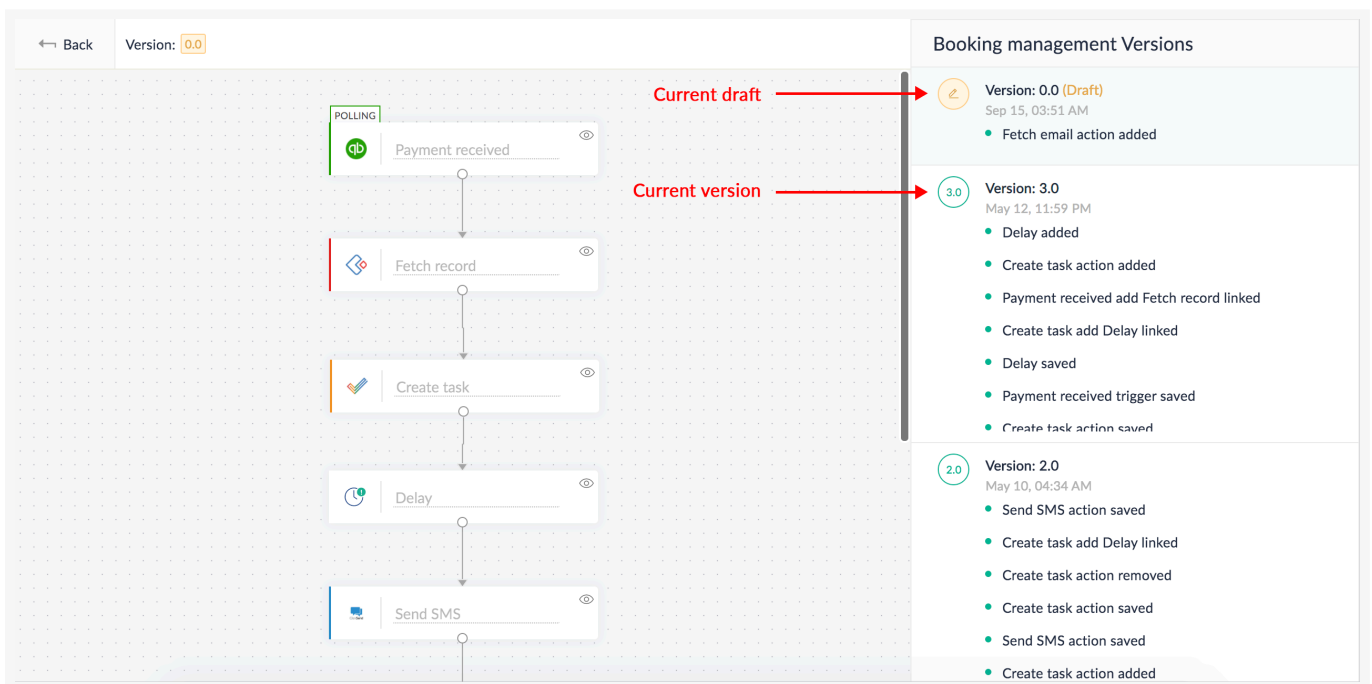 Back
Version: 0.0
POLLING
qb
Payment received
Fetch record
Create task
Delay
Send SMS
Current draft
Current version
Booking management Versions
Version: 0.0 (Draft)
Sep 15, 03:51 AM
Fetch email action added
3.0
Version: 3.0
May 12, 11:59 PM
Delay added
Create task action added
Payment received add Fetch record linked
Create task add Delay linked
Delay saved
Payment received trigger saved
Create task action saved
2.0
Version: 2.0
May 10, 04:34 AM
Send SMS action saved
Create task add Delay linked
Create task action removed
Create task action saved
Send SMS action saved
Create task action added